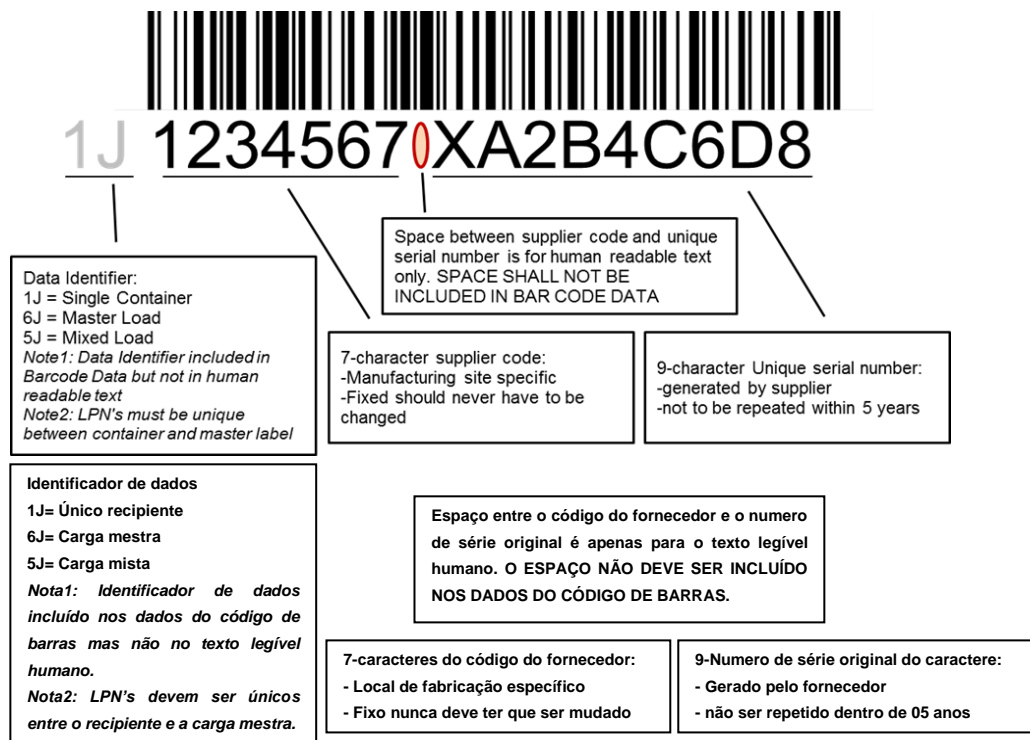 1J 1234567 XA2B4C6D8
Space between supplier code and unique
serial number is for human readable text
only. SPACE SHALL NOT BE
INCLUDED IN BAR CODE DATA
Data Identifier:
1J = Single Container
6J = Master Load
5J = Mixed Load
Note1: Data Identifier included in
Barcode Data but not in human
readable text
Note2: LPN's must be unique
between container and master label
7-character supplier code:
-Manufacturing site specific
-Fixed should never have to be
changed
9-character Unique serial number:
-generated by supplier
-not to be repeated within 5 years
Identificador de dados
1J= Único recipiente
6J= Carga mestra
5J= Carga mista
Nota1: Identificador de dados
incluído nos dados do código de
barras mas não no texto legível
humano.
Nota2: LPN’s devem ser únicos
entre o recipiente e a carga mestra.
Espaço entre o código do fornecedor e o numero
de série original é apenas para o texto legível
humano. O ESPAÇO NÃO DEVE SER INCLUÍDO
NOS DADOS DO CÓDIGO DE BARRAS.
7-caracteres do código do fornecedor:
- Local de fabricação específico
- Fixo nunca deve ter que ser mudado
9-Numero de série original do caractere:
- Gerado pelo fornecedor
- não ser repetido dentro de 05 anos